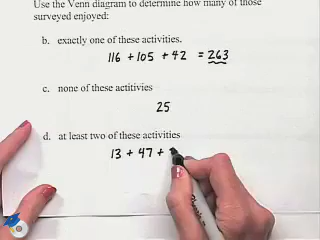 Use the Venn diagram to determine how many of those
surveyed enjoyed:
b. exactly one of these activities.
116 + 105 + 42 = 263
c. none of these actitivies
25
d. at least two of these activities
13 + 47 +